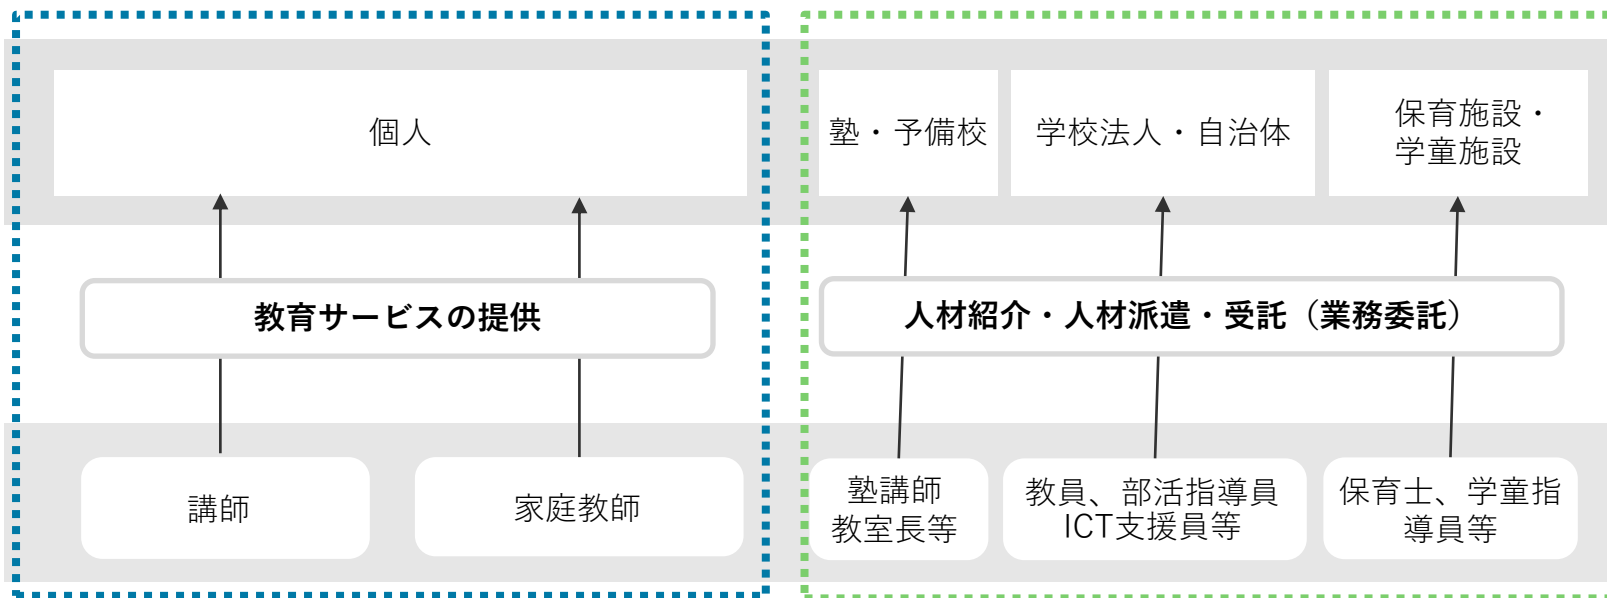 個人
塾・予備校
学校法人・自治体
保育施設・
学童施設
教育サービスの提供
人材紹介・人材派遣・受託（業務委託）
講師
家庭教師
塾講師
教室長等
教員、部活指導員
ICT支援員等
保育士、学童指
導員等